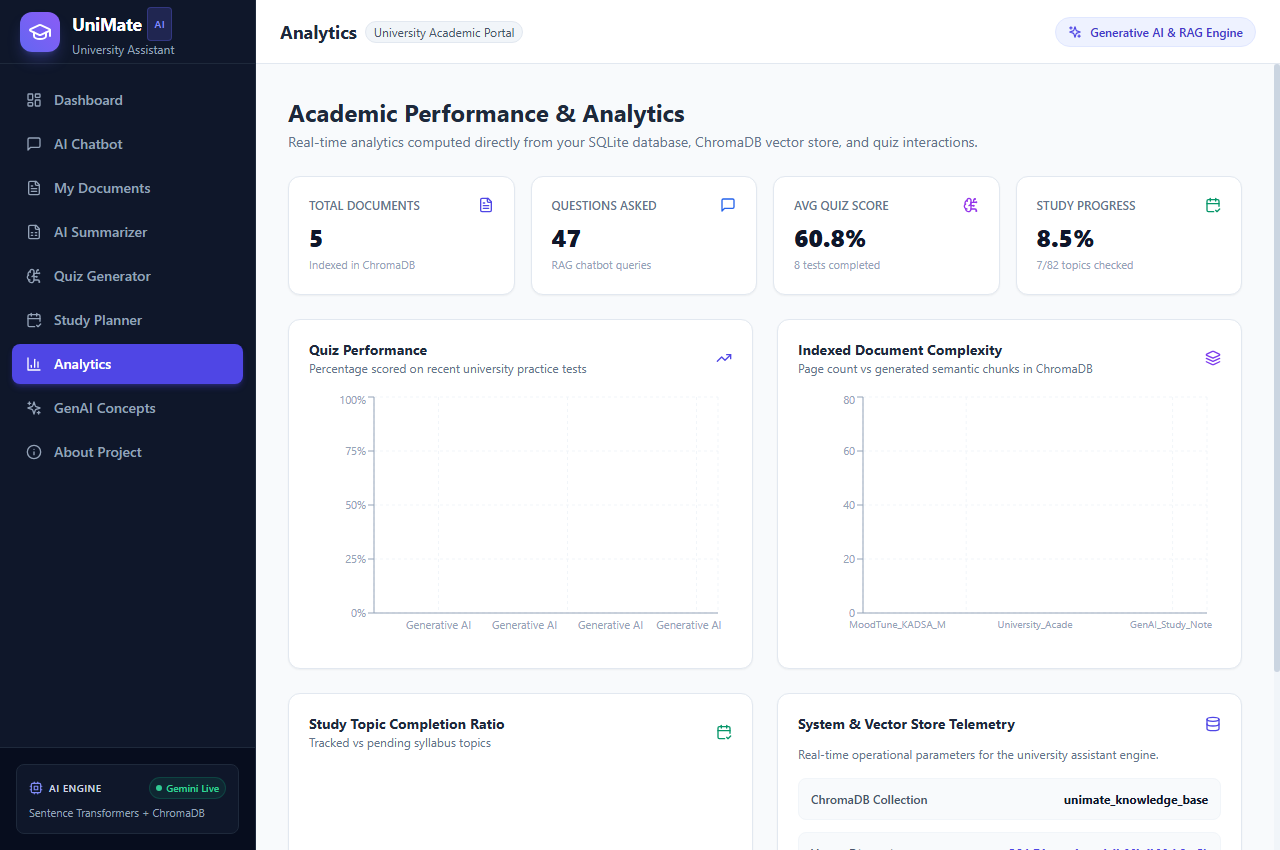 UniMate AI
University Assistant
Dashboard
AI Chatbot
My Documents
AI Summarizer
Quiz Generator
Study Planner
Analytics
GenAI Concepts
About Project
AI ENGINE
Gemini Live
Sentence Transformers + ChromaDB
Analytics
University Academic Portal
Generative AI & RAG Engine
Academic Performance & Analytics
Real-time analytics computed directly from your SQLite database, ChromaDB vector store, and quiz interactions.
TOTAL DOCUMENTS
5
Indexed in ChromaDB
QUESTIONS ASKED
47
RAG chatbot queries
AVG QUIZ SCORE
60.8%
8 tests completed
STUDY PROGRESS
8.5%
7/82 topics checked
Quiz Performance
Percentage scored on recent university practice tests
100%
75%
50%
25%
0%
Generative AI Generative AI Generative AI Generative AI
Indexed Document Complexity
Page count vs generated semantic chunks in ChromaDB
80
60
40
20
0
MoodTune_KADSA_M University_Acade GenAI_Study_Note
Study Topic Completion Ratio
Tracked vs pending syllabus topics
System & Vector Store Telemetry
Real-time operational parameters for the university assistant engine.
ChromaDB Collection unimate_knowledge_base